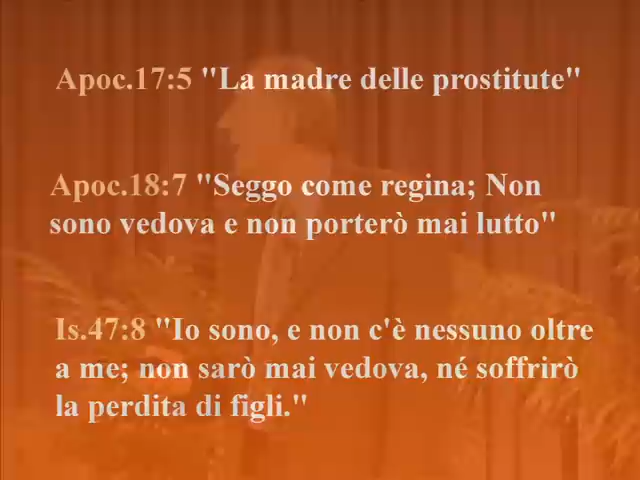 Apoc.17:5 "La madre delle prostitute"
Apoc.18:7 "Seggo come regina; Non
sono vedova e non porterò mai lutto"
Is.47:8 "Io sono, e non c'è nessuno oltre
a me; non sarò mai vedova, né soffrirò
la perdita di figli."